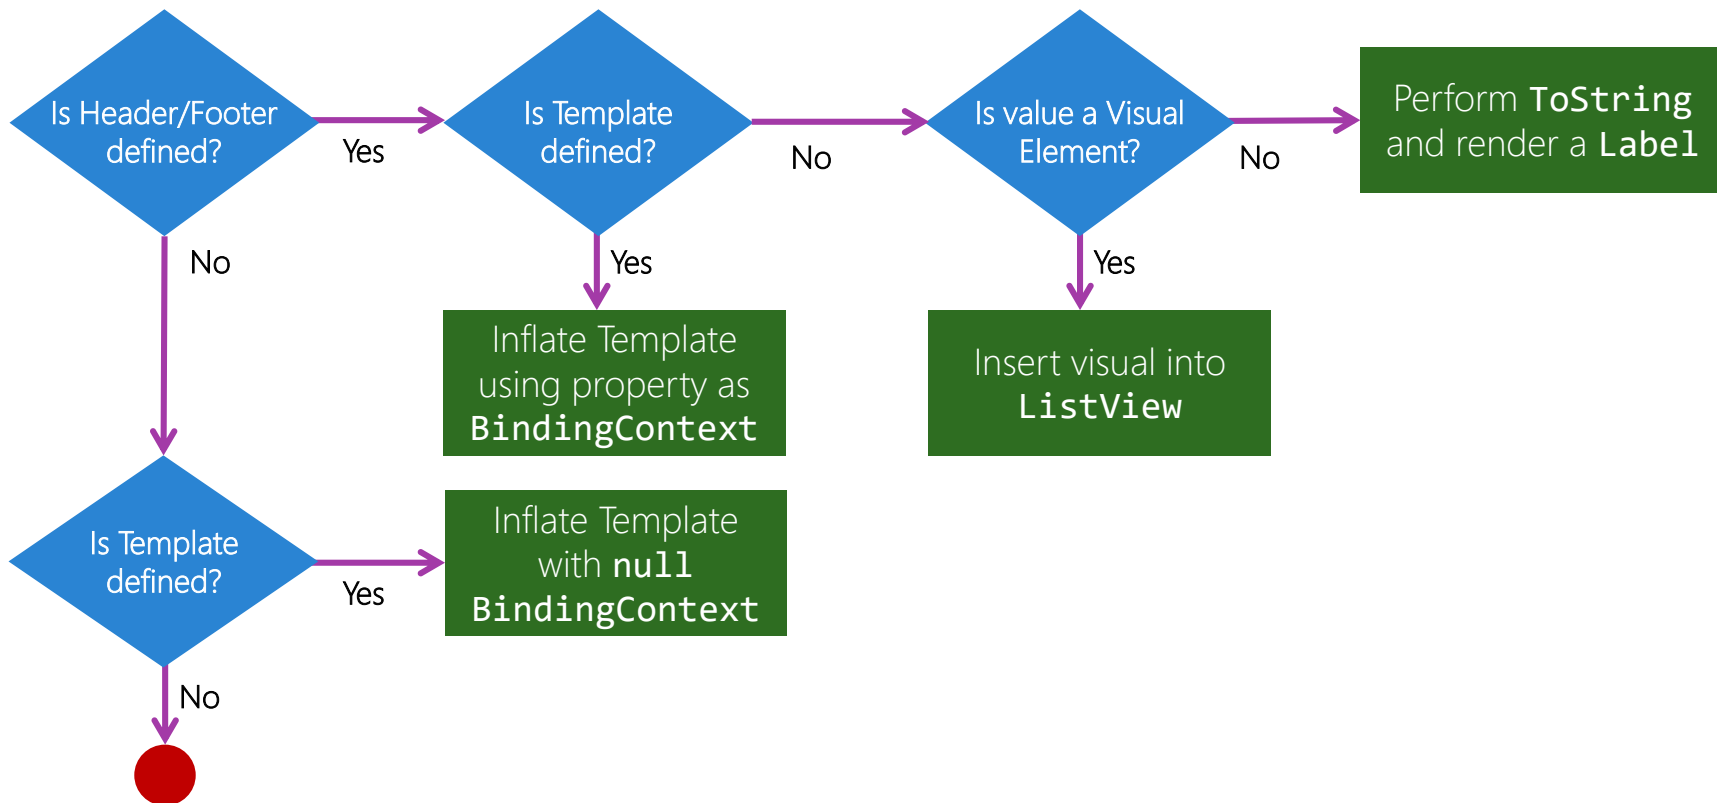 Is Header/Footer
defined?
Yes
Is Template
defined?
No
Is value a Visual
Element?
No
Perform ToString
and render a Label
No
Yes
Yes
Inflate Template
using property as
BindingContext
Insert visual into
ListView
Is Template
defined?
Yes
Inflate Template
with null
BindingContext
No